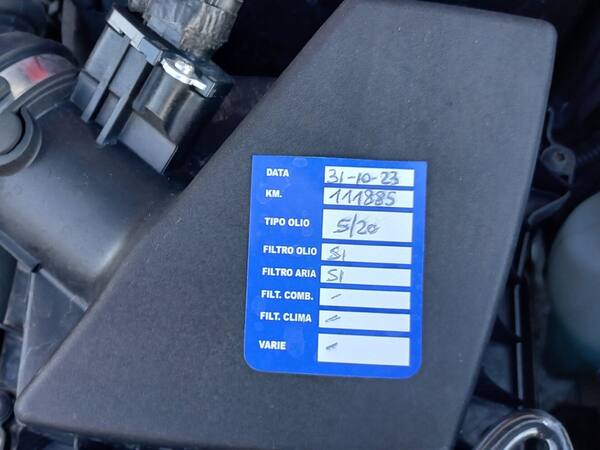 DATA 31-10-23
KM. 111885
TIPO OLIO 5/20
FILTRO OLIO SI
FILTRO ARIA SI
FILT. COMB. -
FILT. CLIMA -
VARIE -